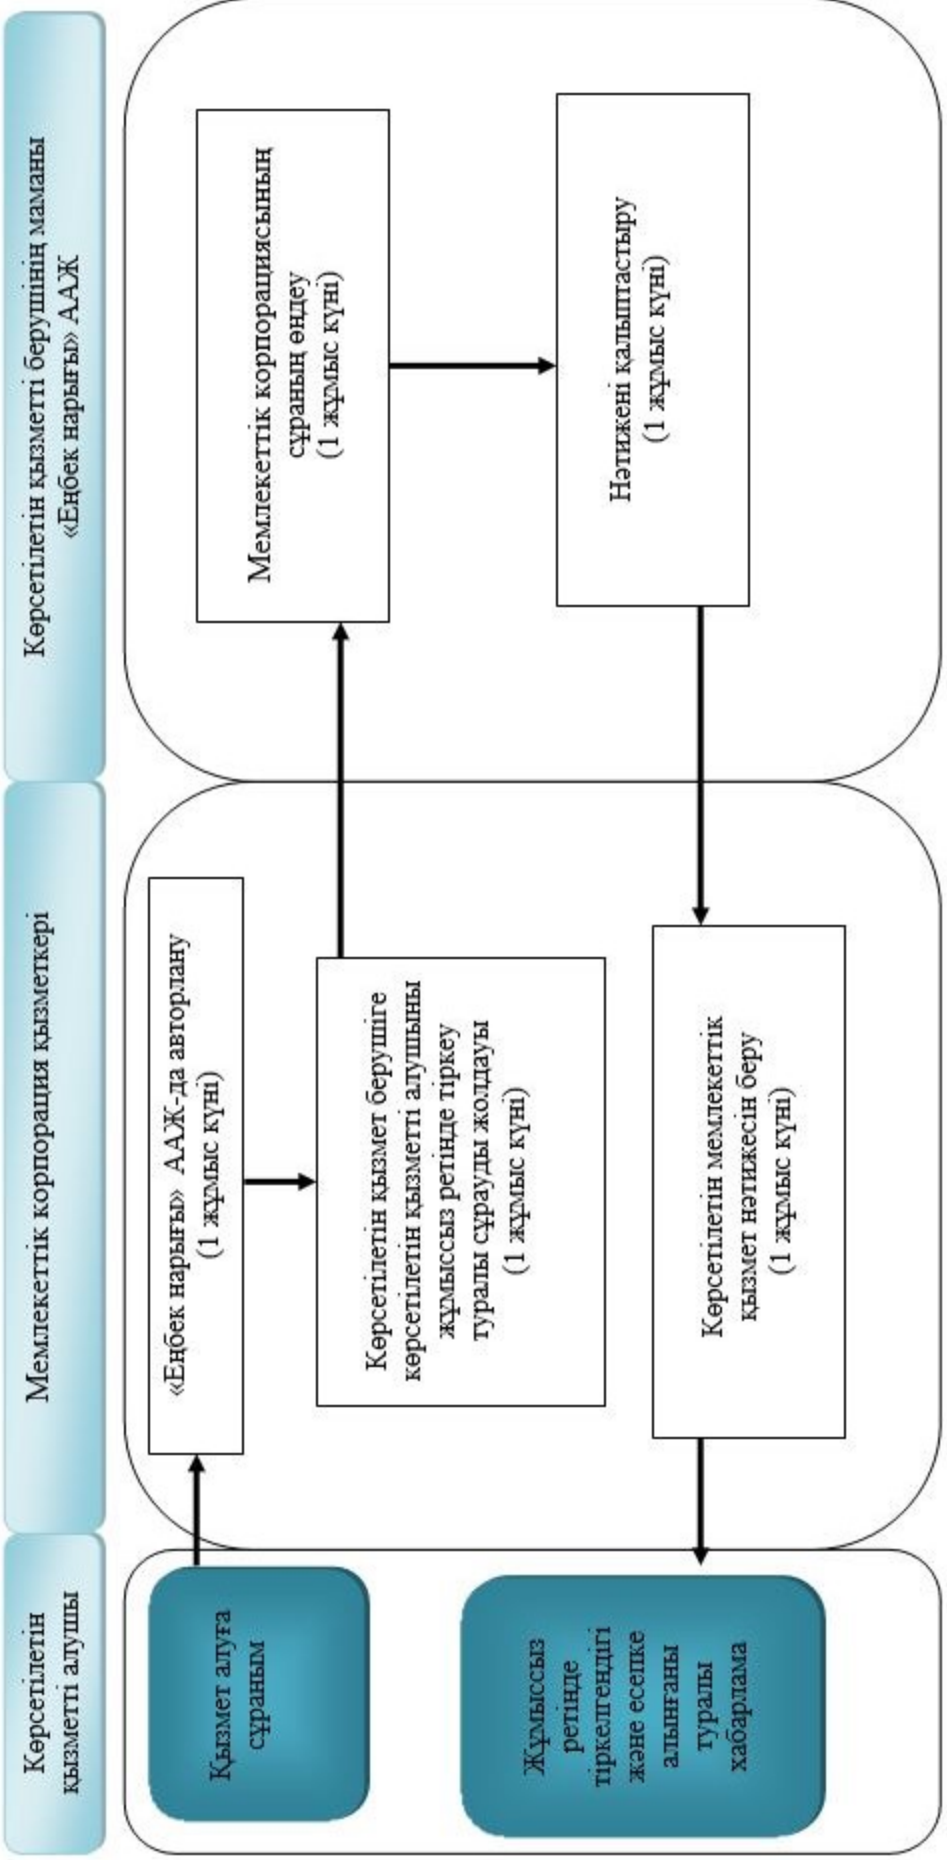 Көрсетілетін
қызметті алушы
Мемлекеттік корпорация қызметкері
Көрсетілетін қызметті берушінің маманы
«Еңбек нарығы» ААЖ
Қызмет алуға
сұраным
«Еңбек нарығы» ААЖ-да авторлану
(1 жұмыс күні)
Көрсетілетін қызмет берушіге
көрсетілетін қызметті алушыны
жұмыссыз ретінде тіркеу
туралы сұрауды жолдауы
(1 жұмыс күні)
Мемлекеттік корпорациясының
сұраның өңдеу
(1 жұмыс күні)
Нәтижені қалыптастыру
(1 жұмыс күні)
Көрсетілетін мемлекеттік
қызмет нәтижесін беру
(1 жұмыс күні)
Жұмыссыз
ретінде
тіркелгендігі
және есепке
алынғаны
туралы
хабарлама